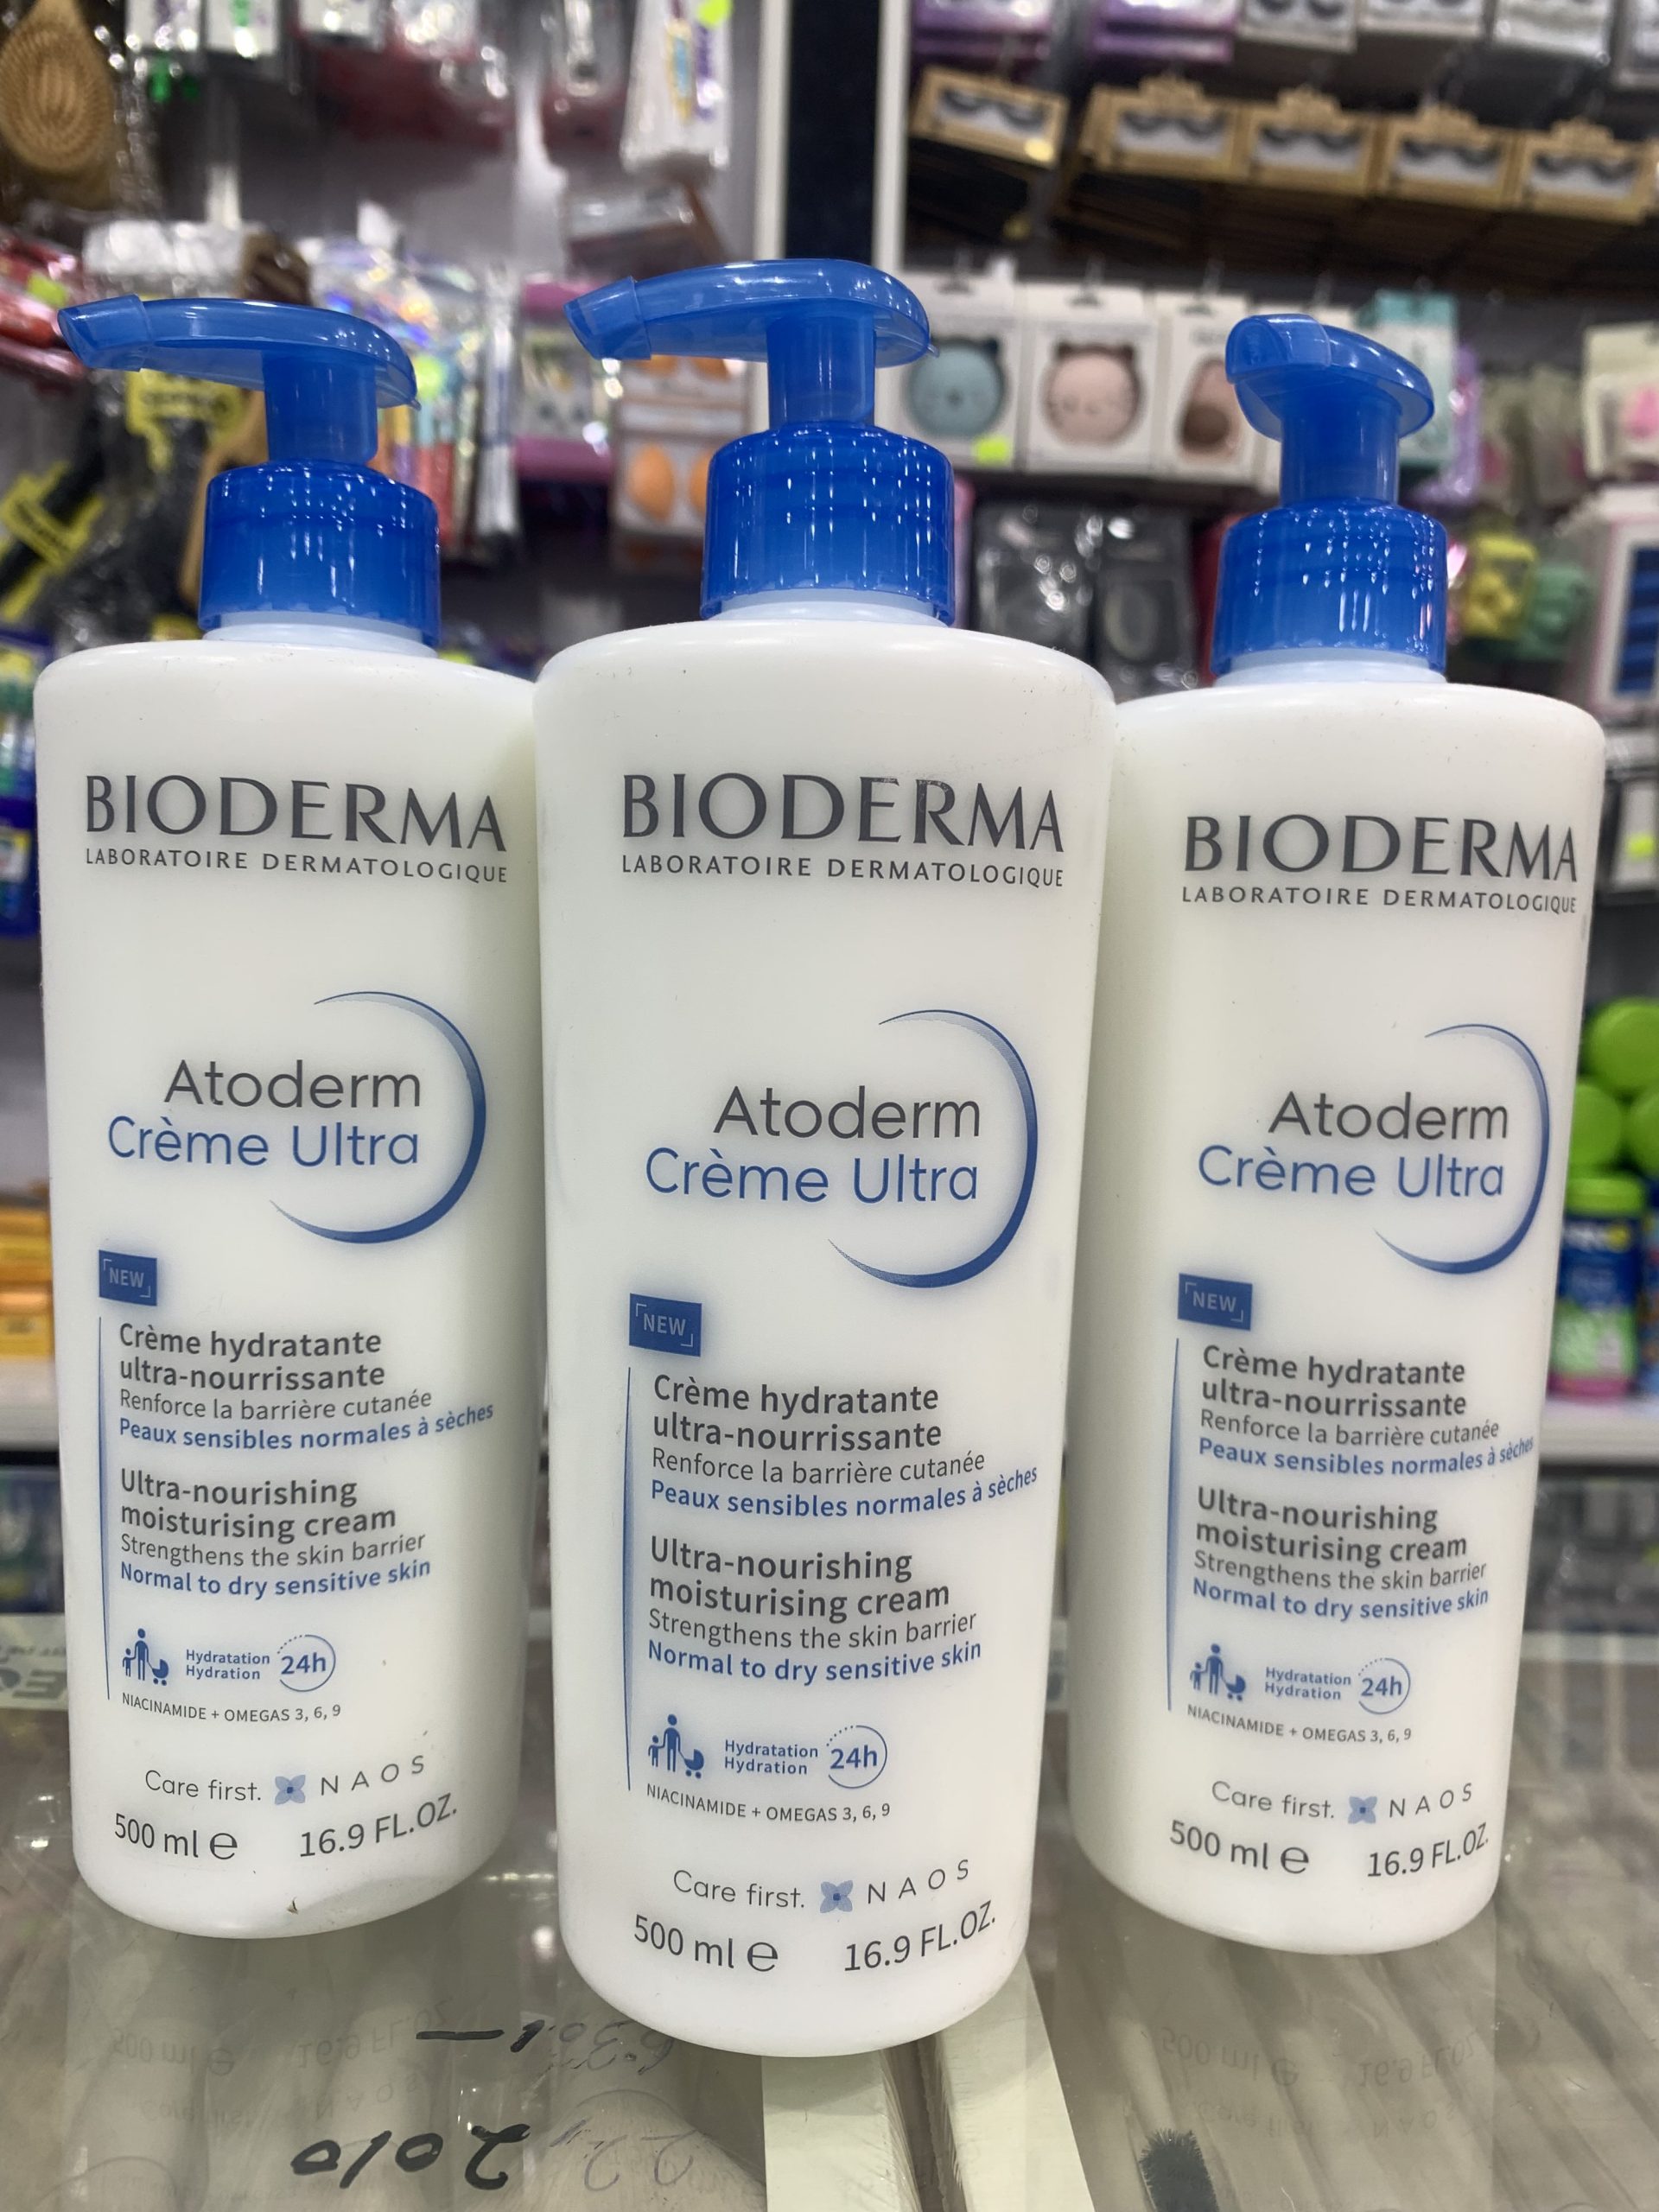 BIODERMA
LABORATOIRE DERMATOLOGIQUE
Atoderm
Crème Ultra
NEW
Crème hydratante
ultra-nourrissante
Renforce la barrière cutanée
Peaux sensibles normales à sèches
Ultra-nourishing
moisturising cream
Strengthens the skin barrier
Normal to dry sensitive skin
Hydratation
Hydration
24h
NIACINAMIDE + OMEGAS 3, 6, 9
Care first. NAOS
500 ml e 16.9 FL.OZ.
BIODERMA
LABORATOIRE DERMATOLOGIQUE
Atoderm
Crème Ultra
NEW
Crème hydratante
ultra-nourrissante
Renforce la barrière cutanée
Peaux sensibles normales à sèches
Ultra-nourishing
moisturising cream
Strengthens the skin barrier
Normal to dry sensitive skin
Hydratation
Hydration
24h
NIACINAMIDE + OMEGAS 3, 6, 9
Care first. NAOS
500 ml e 16.9 FL.OZ.
BIODERMA
LABORATOIRE DERMATOLOGIQUE
Atoderm
Crème Ultra
NEW
Crème hydratante
ultra-nourrissante
Renforce la barrière cutanée
Peaux sensibles normales à sèches
Ultra-nourishing
moisturising cream
Strengthens the skin barrier
Normal to dry sensitive skin
Hydratation
Hydration
24h
NIACINAMIDE + OMEGAS 3, 6, 9
Care first. NAOS
500 ml e 16.9 FL.OZ.